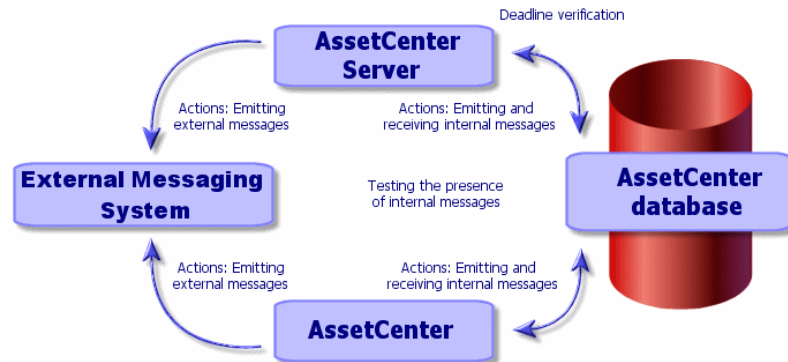 Deadline verification
AssetCenter
Server
Actions: Emitting
external messages
Actions: Emitting and
receiving internal messages
External Messaging
System
Testing the presence
of internal messages
AssetCenter
database
Actions: Emitting
external messages
Actions: Emitting and
receiving internal messages
AssetCenter